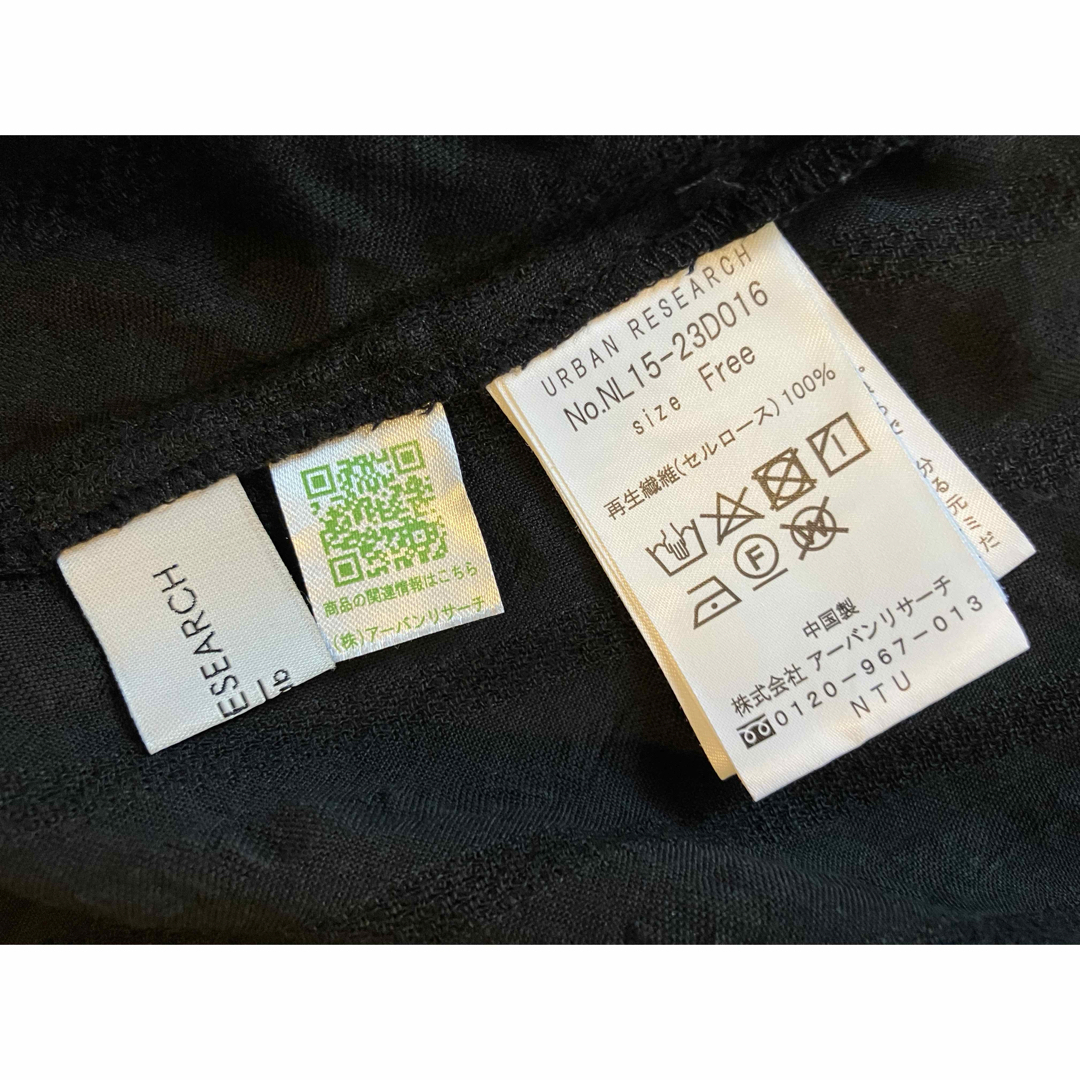 ESEARCH
商品の関連情報はこちら
(株)アーバンリサーチ
URBAN RESEARCH
No.NL15-23D016
size Free
再生繊維(セルロース)100%
F
W
中国製
株式会社 アーバンリサーチ
0120-967-013
NTU